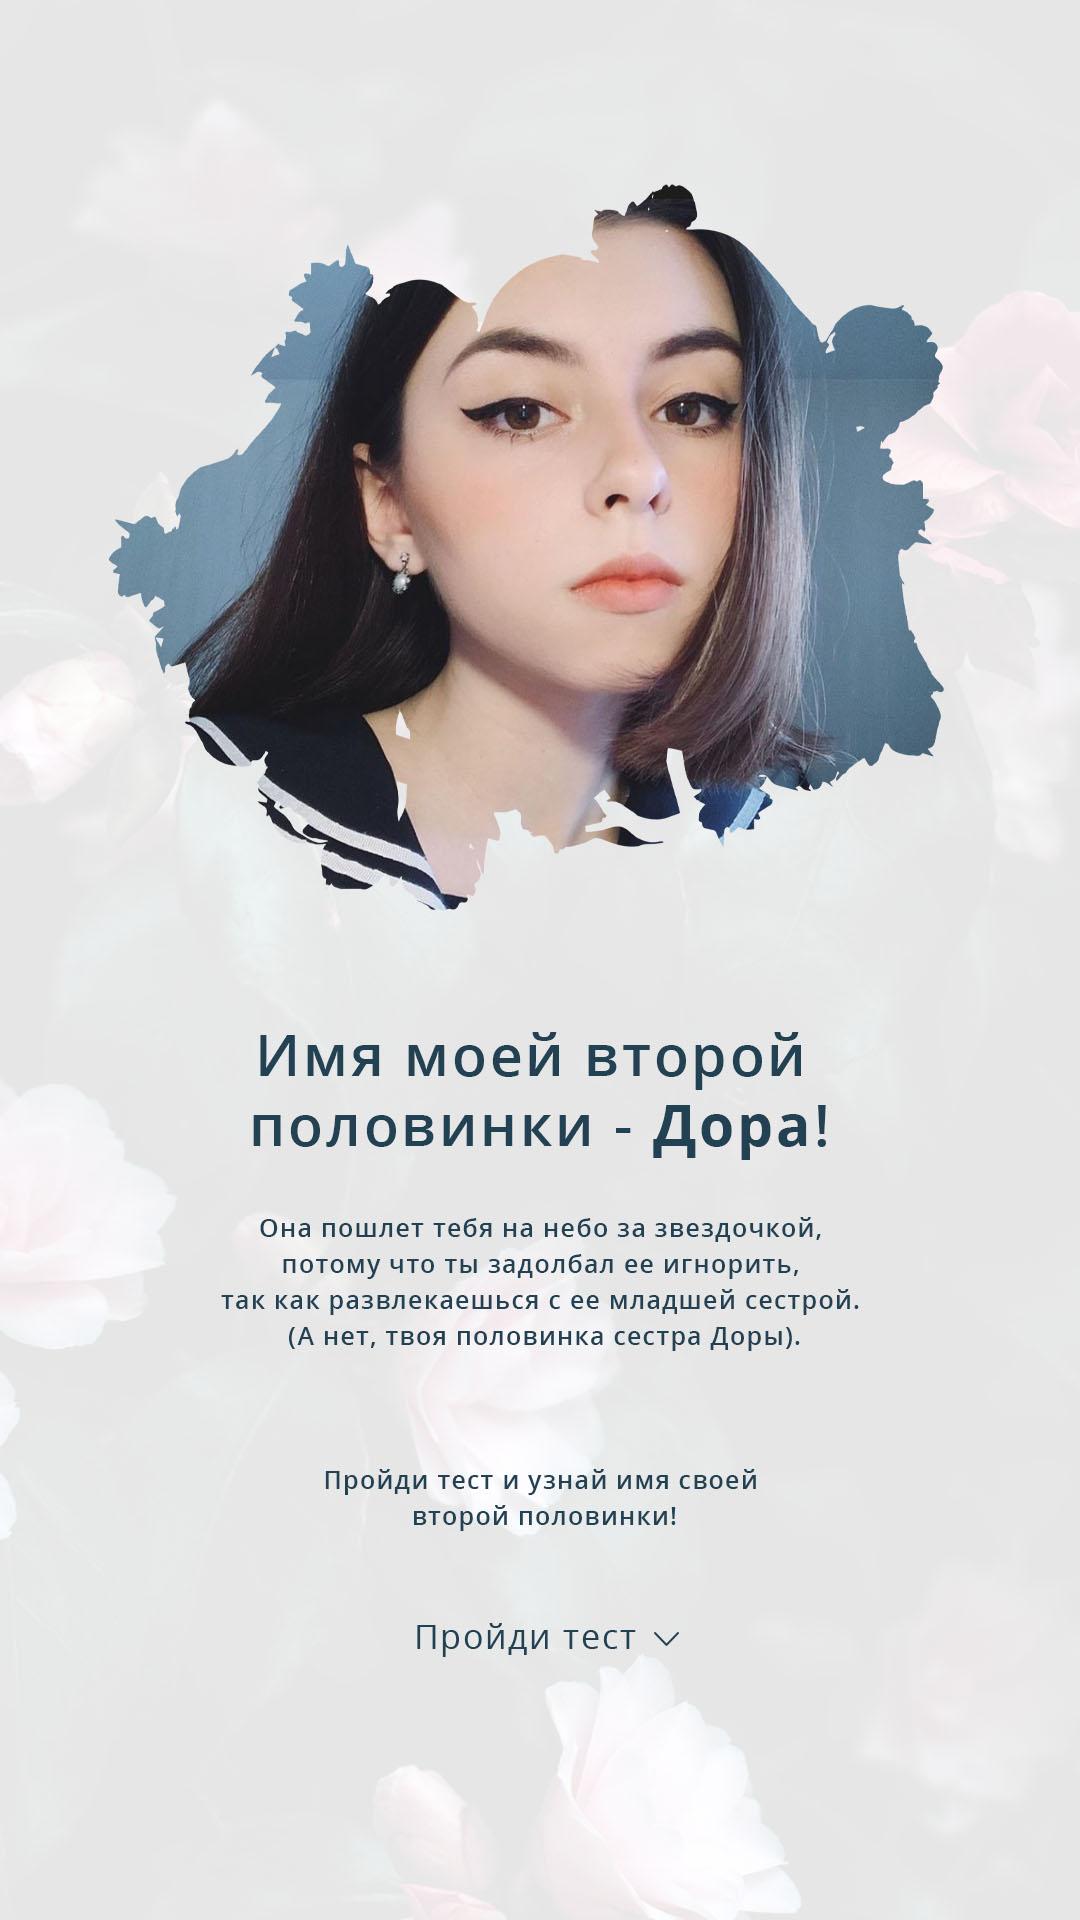 Имя моей второй
половинки - Дора!
Она пошлет тебя на небо за звездочкой,
потому что ты задолбал ее игнорить,
так как развлекаешься с ее младшей сестрой.
(А нет, твоя половинка сестра Доры).
Пройди тест и узнай имя своей
второй половинки!
Пройди тест